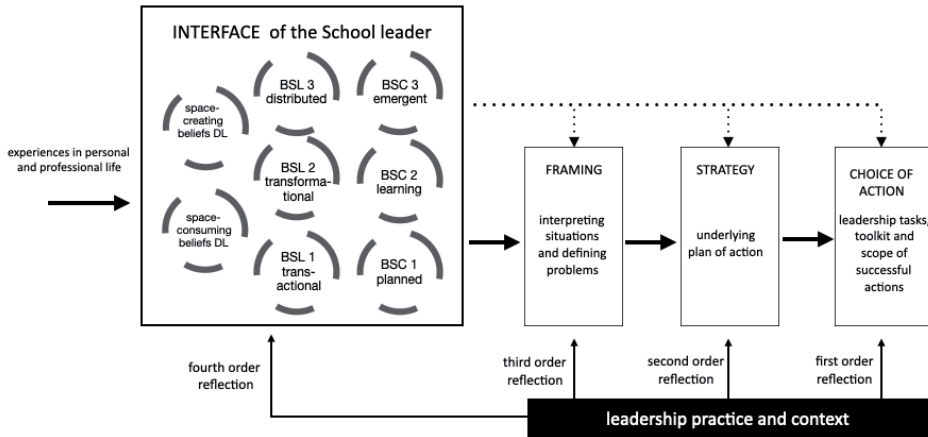 INTERFACE of the School leader
experiences in personal
and professional life
space-
creating
beliefs DL
space-
consuming
beliefs DL
BSL 3
distributed
BSL 2
transforma-
tional
BSL 1
trans-
actional
BSC 3
emergent
BSC 2
learning
BSC 1
planned
FRAMING
interpreting
situations
and defining
problems
STRATEGY
underlying
plan of action
CHOICE OF
ACTION
leadership tasks,
toolkit and
scope of
successful
actions
fourth order
reflection
third order
reflection
second order
reflection
first order
reflection
leadership practice and context